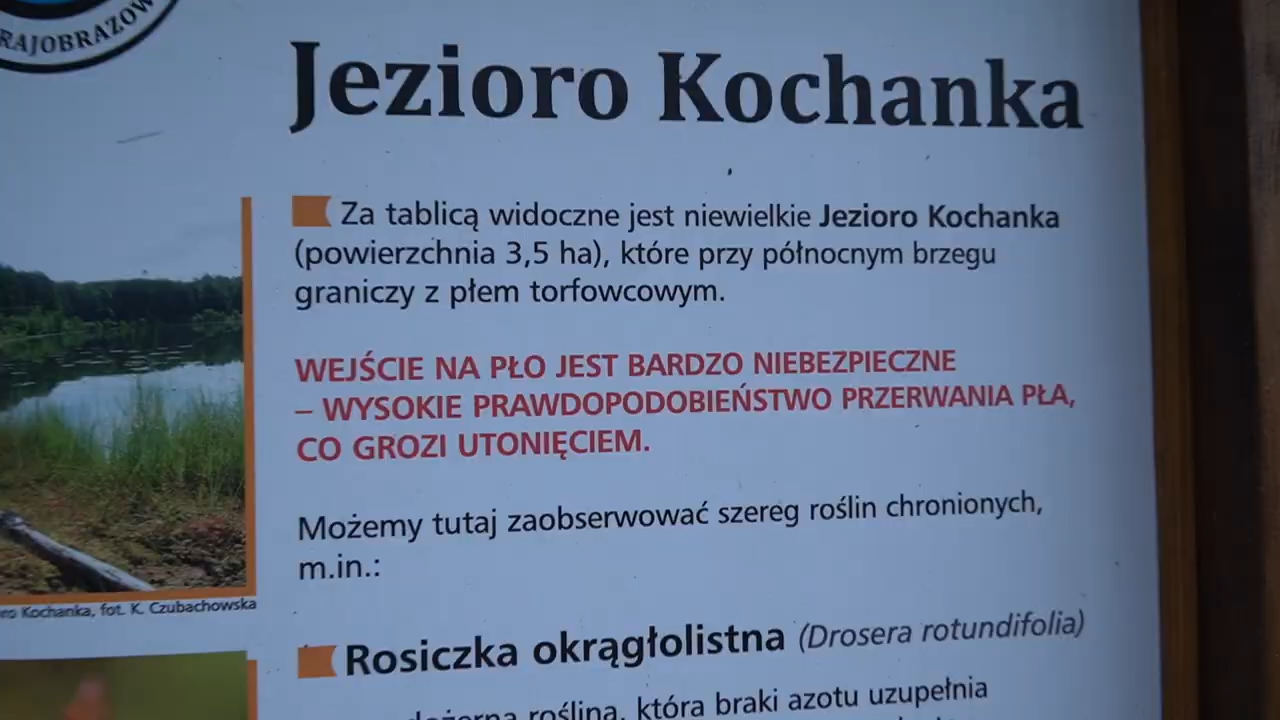 RAJOBRAZOW
Jezioro Kochanka
Za tablicą widoczne jest niewielkie Jezioro Kochanka
(powierzchnia 3,5 ha), które przy północnym brzegu
graniczy z płem torfowcowym.
WEJŚCIE NA PŁO JEST BARDZO NIEBEZPIECZNE
– WYSOKIE PRAWDOPODOBIEŃSTWO PRZERWANIA PŁA,
CO GROZI UTONIĘCIEM.
Możemy tutaj zaobserwować szereg roślin chronionych,
m.in.:
ro Kochanka, fot. K. Czubachowska
Rosiczka okrągłolistna (Drosera rotundifolia)
roślina, która braki azotu uzupełnia